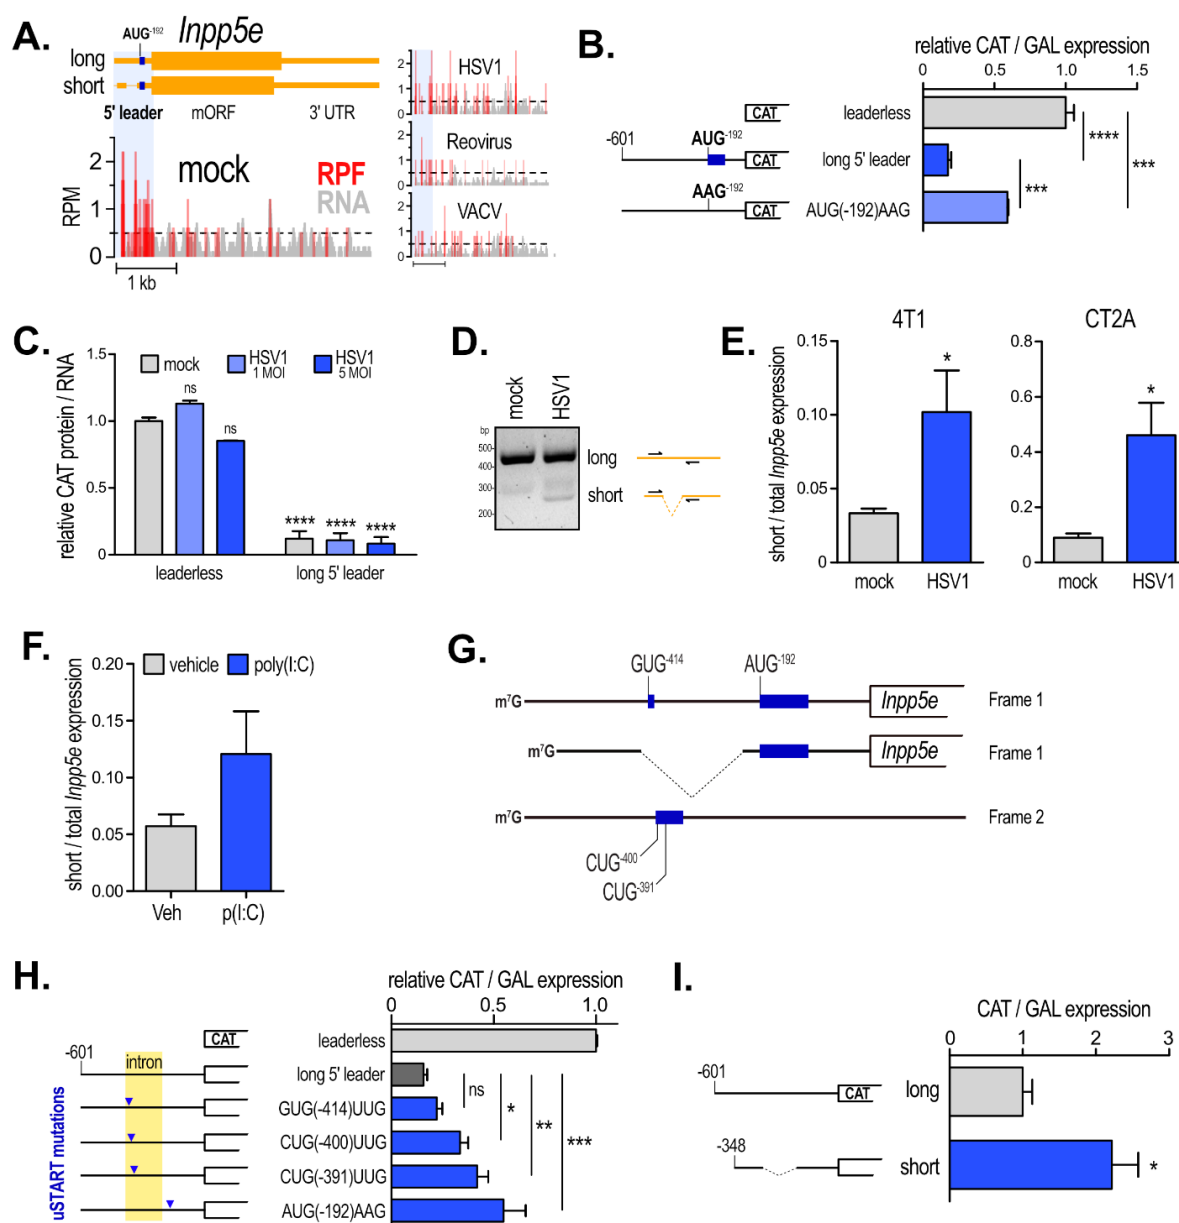 A.
AUG-192
Inpp5e
long
short
5' leader mORF 3' UTR
mock
RPF
RNA
RPM
2
1
0
1 kb
HSV1
2
1
0
Reovirus
2
1
0
VACV
2
1
0
B.
relative CAT / GAL expression
0 0.5 1.0 1.5
CAT
leaderless
-601
AUG-192
CAT
long 5' leader
AAG-192
CAT
AUG(-192)AAG
****
***
***
C.
relative CAT protein / RNA
1.5
1.0
0.5
0
mock
HSV1
1 MOI
HSV1
5 MOI
ns
ns
**** **** ****
leaderless long 5' leader
D.
mock HSV1
bp
500
400
300
200
long
short
E.
4T1
short / total Inpp5e expression
0.15
0.10
0.05
0
*
mock HSV1
CT2A
0.8
0.6
0.4
0.2
0
*
mock HSV1
F.
short / total Inpp5e expression
0.20
0.15
0.10
0.05
0.00
vehicle poly(I:C)
Veh p(I:C)
G.
GUG-414 AUG-192
m7G Inpp5e Frame 1
m7G Inpp5e Frame 1
m7G Frame 2
CUG-400
CUG-391
H.
relative CAT / GAL expression
0 0.5 1.0
CAT
leaderless
-601
intron
long 5' leader
uSTART mutations
GUG(-414)UUG
CUG(-400)UUG
CUG(-391)UUG
AUG(-192)AAG
ns
*
**
***
I.
CAT / GAL expression
0 1 2 3
-601
CAT
long
-348
short
*